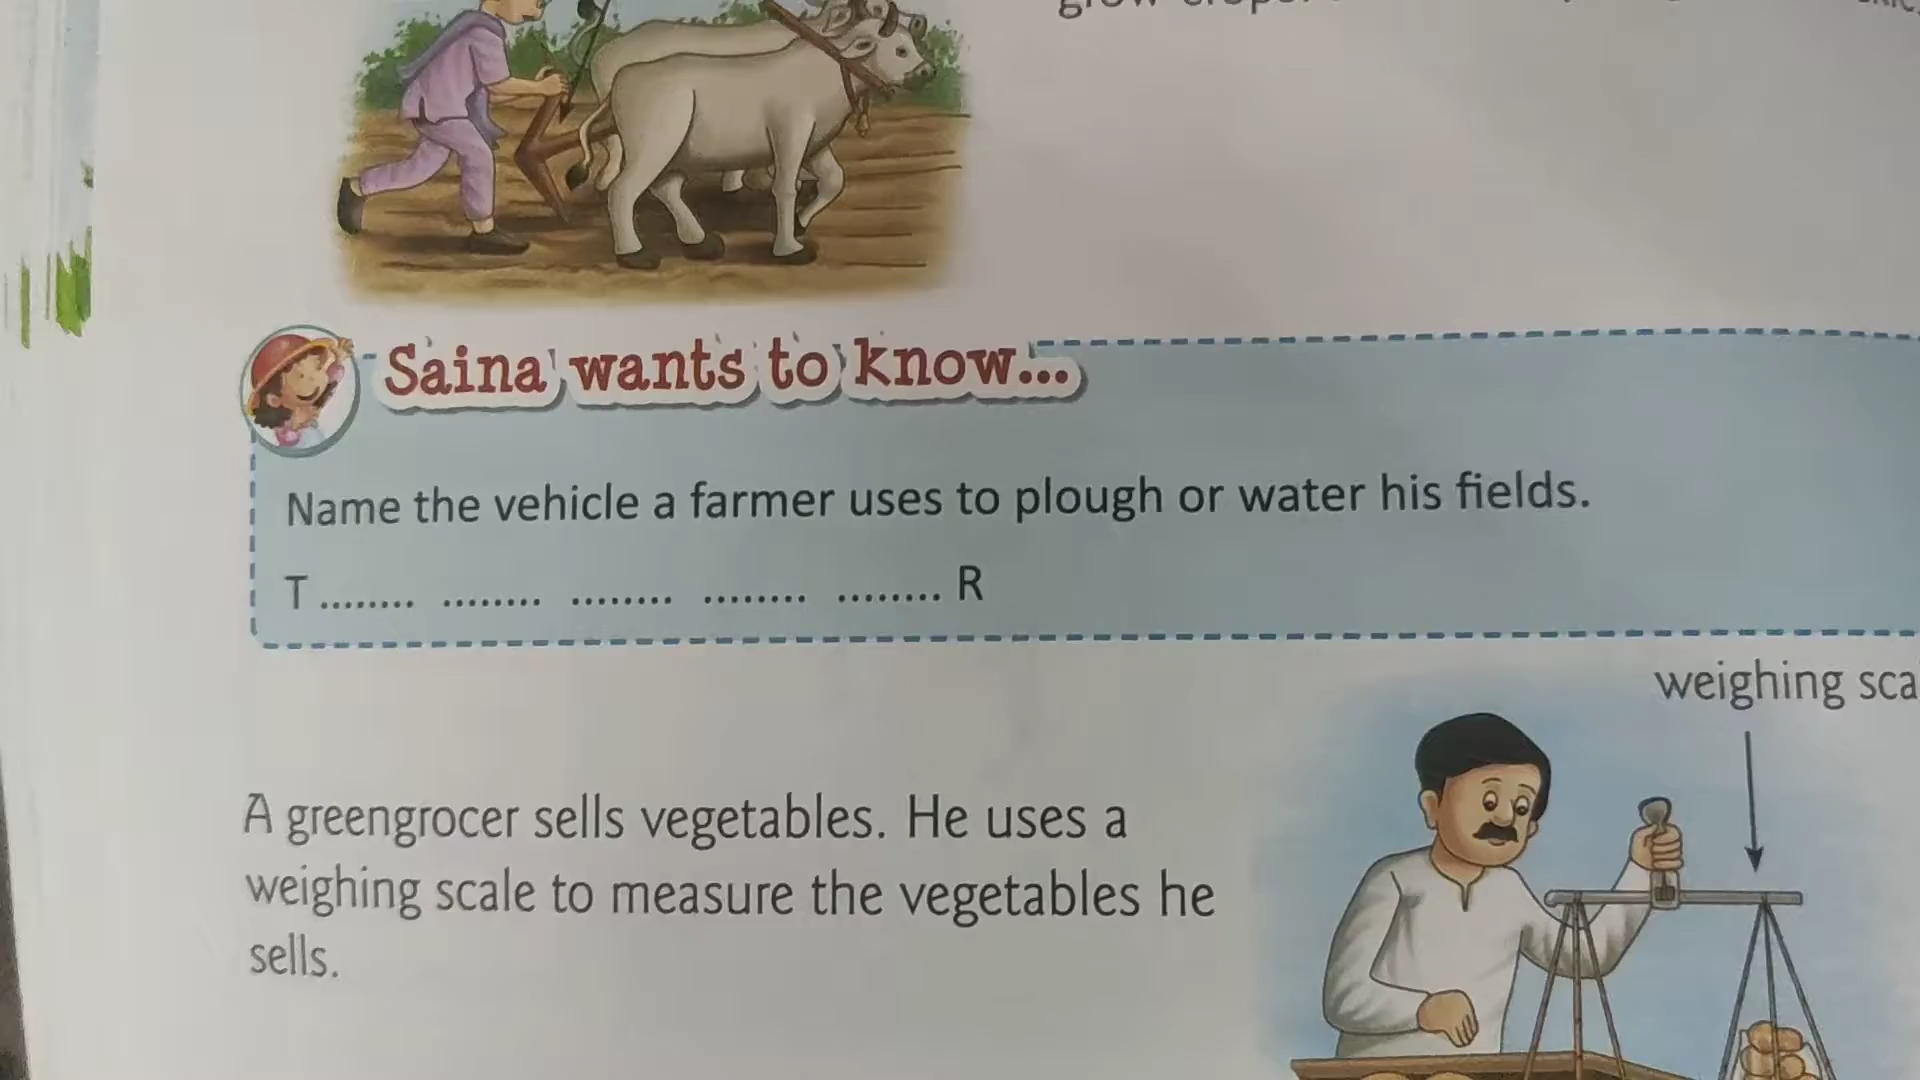 Saina wants to know...
Name the vehicle a farmer uses to plough or water his fields.
T........ ........ ........ ........ ........ R
weighing
A greengrocer sells vegetables. He uses a
weighing scale to measure the vegetables he
sells.